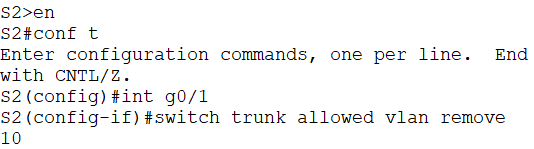 S2>en
S2#conf t
Enter configuration commands, one per line.  End
with CNTL/Z.
S2(config)#int g0/1
S2(config-if)#switch trunk allowed vlan remove
10